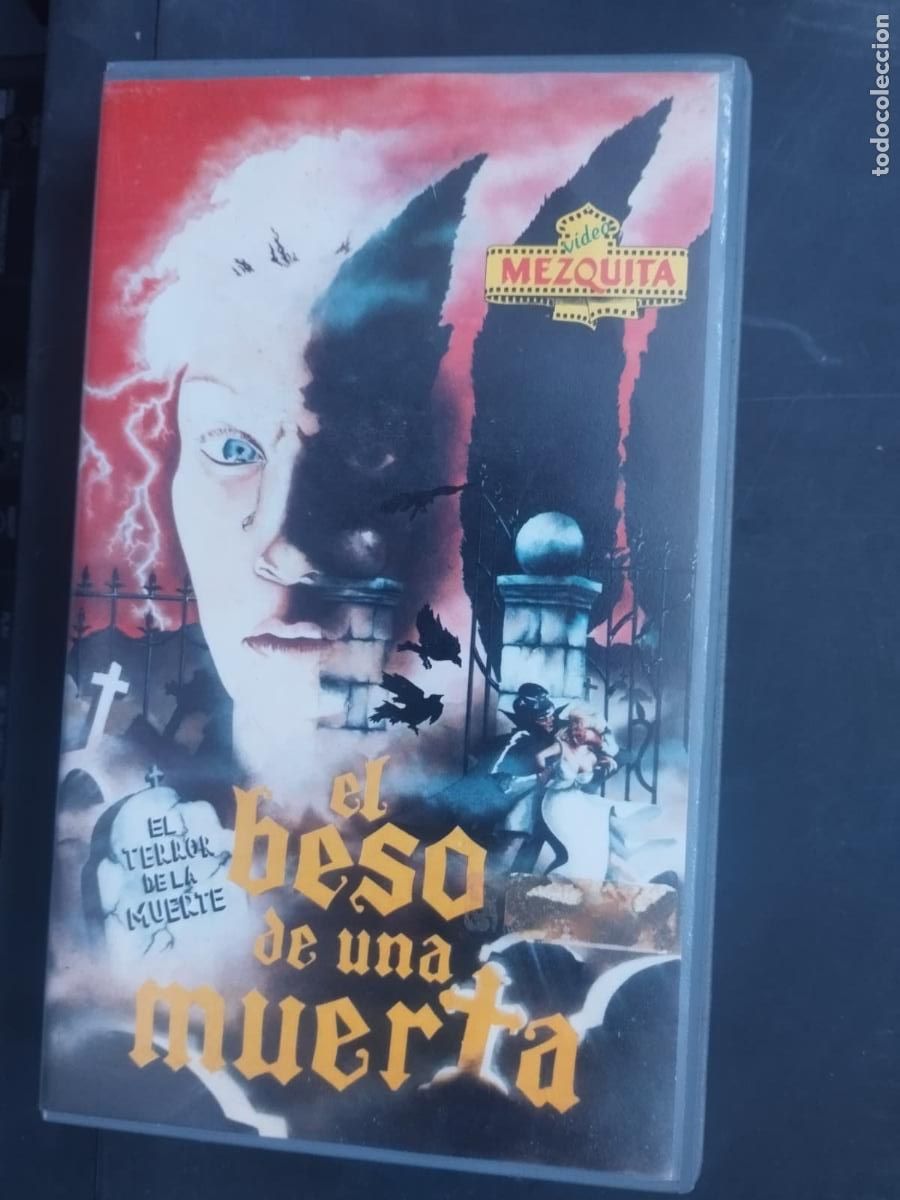 todocoleccion
video
MEZQUITA
EL
TERROR
DE LA
MUERTE
el
beso
de una
muerta